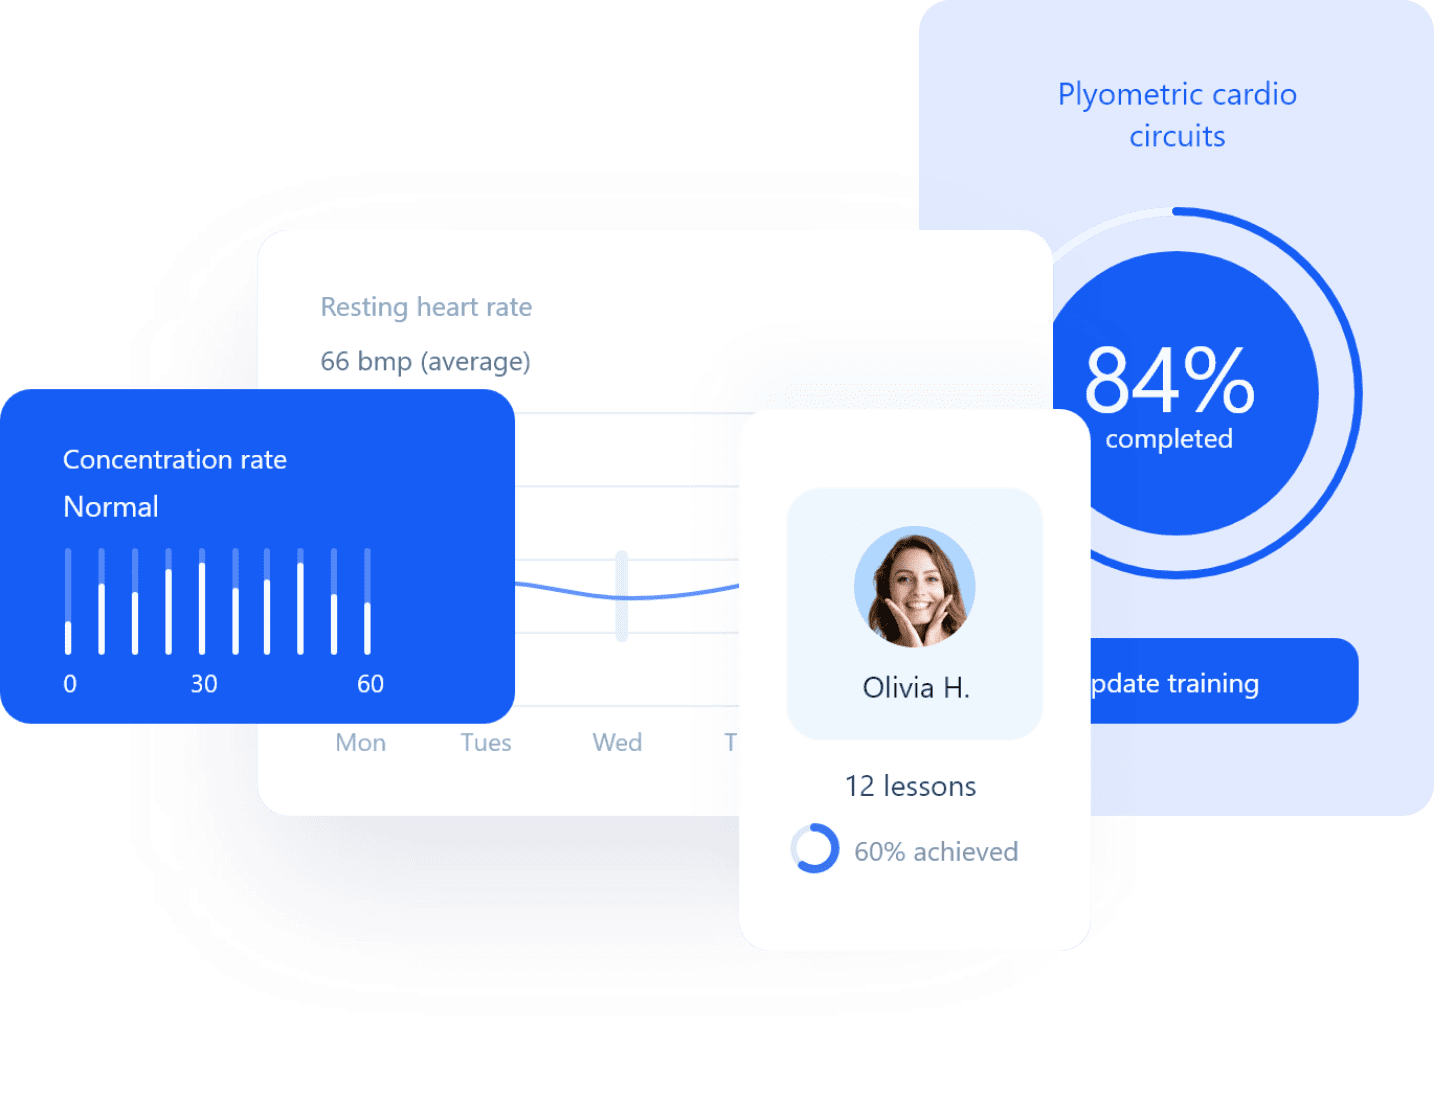 Plyometric cardio
circuits
84%
completed
pdate training
Resting heart rate
66 bmp (average)
Mon Tues Wed T
Concentration rate
Normal
0 30 60
Olivia H.
12 lessons
60% achieved